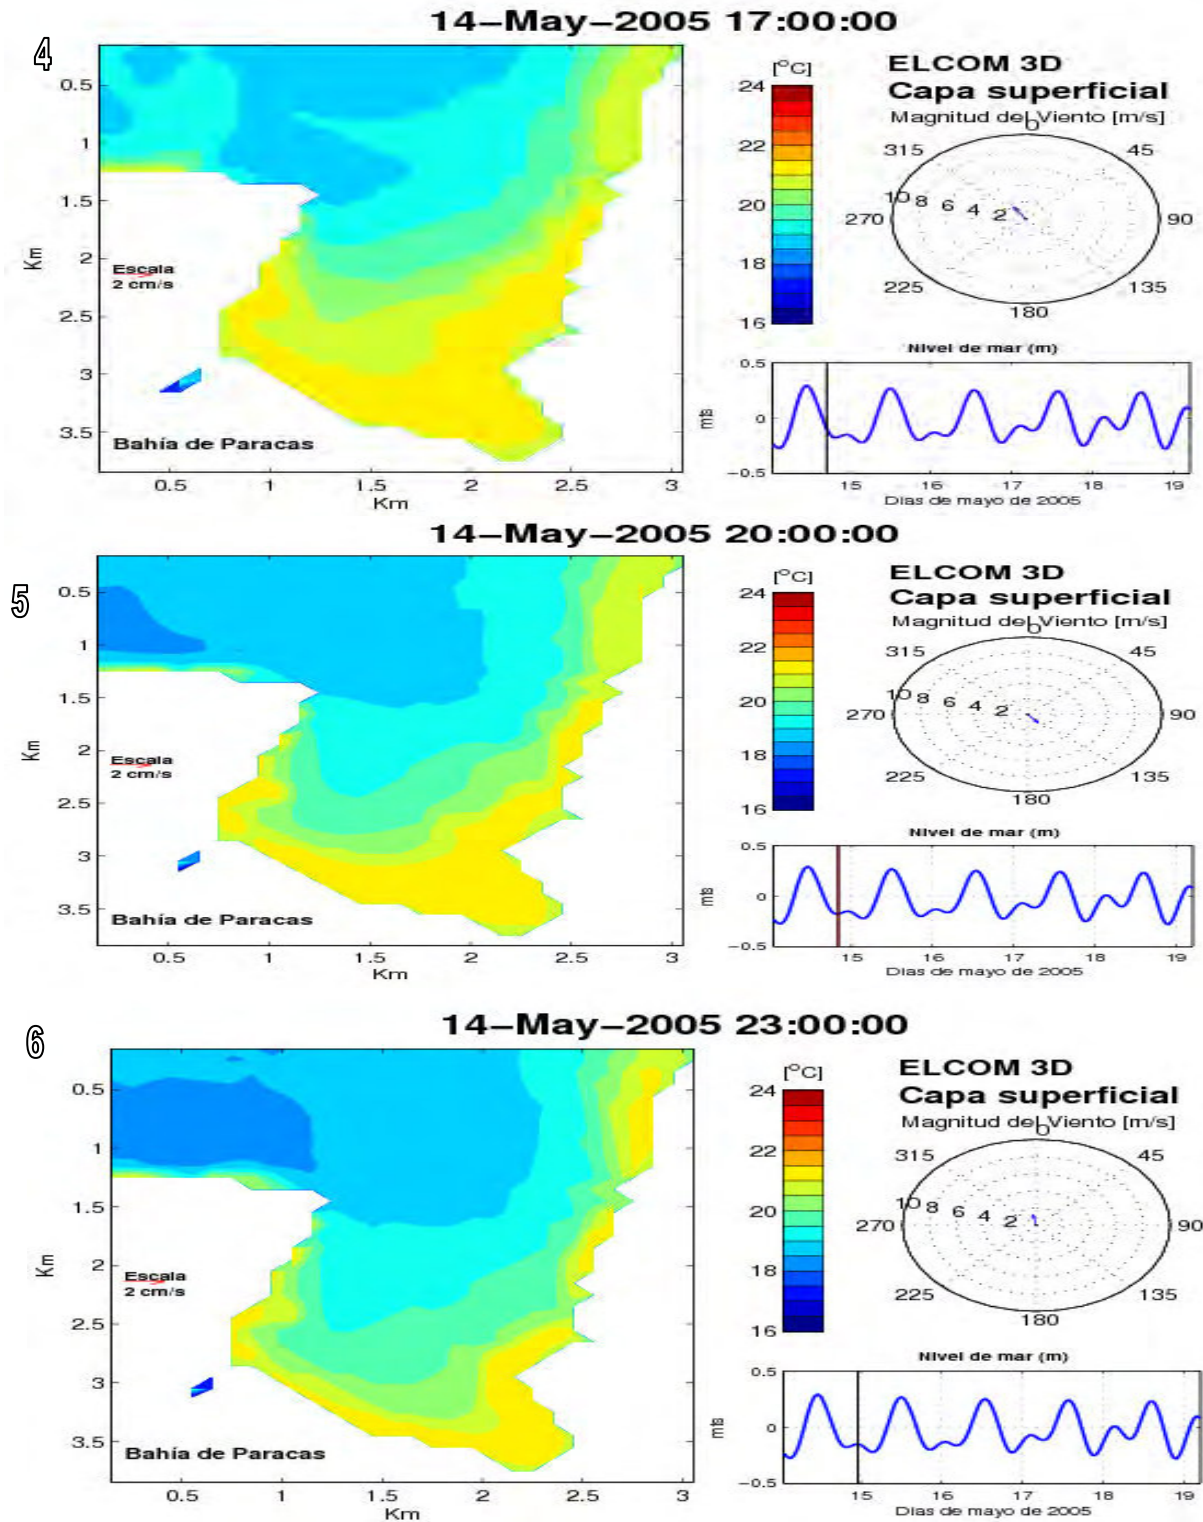 4
14-May-2005 17:00:00
0.5
1
1.5
2
2.5
3
3.5
Km
Escala
2 cm/s
Bahía de Paracas
0.5 1 1.5 2 2.5 3
Km
[°C]
24
22
20
18
16
ELCOM 3D
Capa superficial
Magnitud del Viento [m/s]
0
315 45
10 8 6 4 2
270 90
225 135
180
Nivel de mar (m)
0.5
0
-0.5
mts
15 16 17 18 19
Dias de mayo de 2005
5
14-May-2005 20:00:00
0.5
1
1.5
2
2.5
3
3.5
Km
Escala
2 cm/s
Bahía de Paracas
0.5 1 1.5 2 2.5 3
Km
[°C]
24
22
20
18
16
ELCOM 3D
Capa superficial
Magnitud del Viento [m/s]
0
315 45
10 8 6 4 2
270 90
225 135
180
Nivel de mar (m)
0.5
0
-0.5
mts
15 16 17 18 19
Dias de mayo de 2005
6
14-May-2005 23:00:00
0.5
1
1.5
2
2.5
3
3.5
Km
Escala
2 cm/s
Bahía de Paracas
0.5 1 1.5 2 2.5 3
Km
[°C]
24
22
20
18
16
ELCOM 3D
Capa superficial
Magnitud del Viento [m/s]
0
315 45
10 8 6 4 2
270 90
225 135
180
Nivel de mar (m)
0.5
0
-0.5
mts
15 16 17 18 19
Dias de mayo de 2005